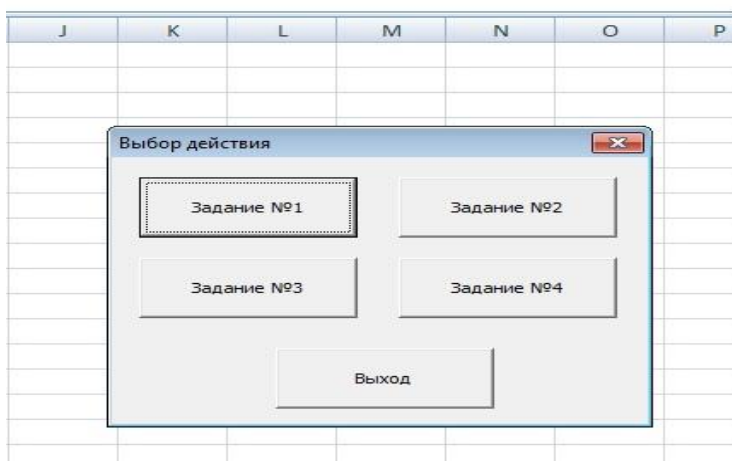 J K L M N O P
Выбор действия
Задание №1 Задание №2
Задание №3 Задание №4
Выход